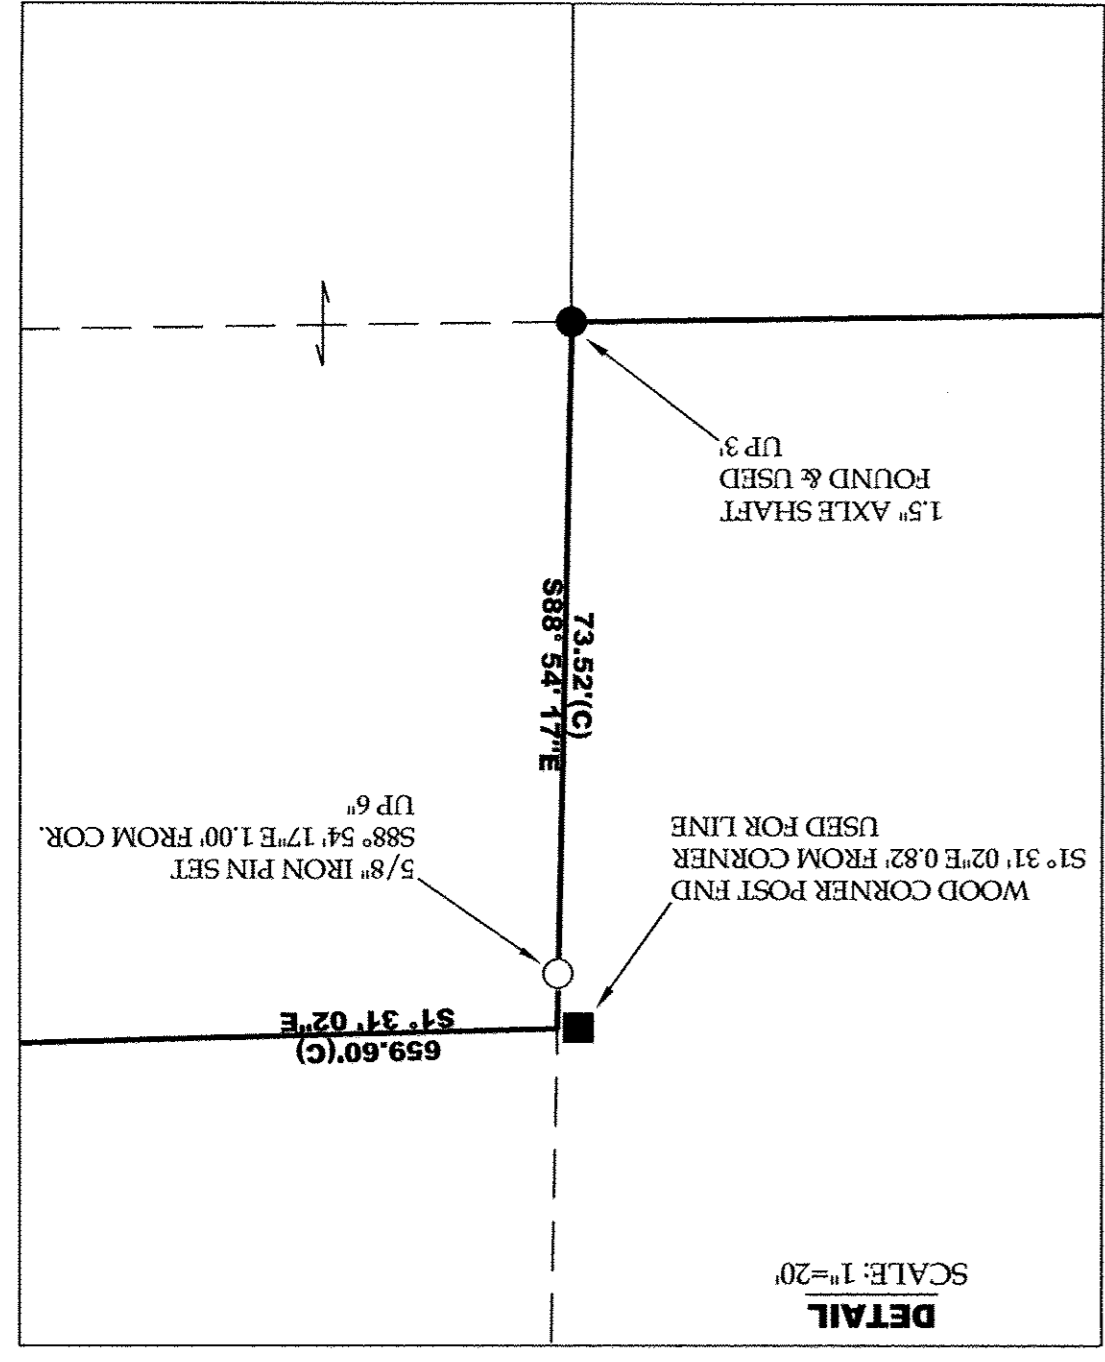 DETAIL
SCALE: 1"=20'
WOOD CORNER POST FND
S1° 31' 02"E 0.82' FROM CORNER
USED FOR LINE
659.60'(C)
S1° 31' 02"E
5/8" IRON PIN SET
S88° 54' 17"E 1.00' FROM COR.
UP 6"
73.52'(C)
S88° 54' 17"E
1.5" AXLE SHAFT
FOUND & USED
UP 3'